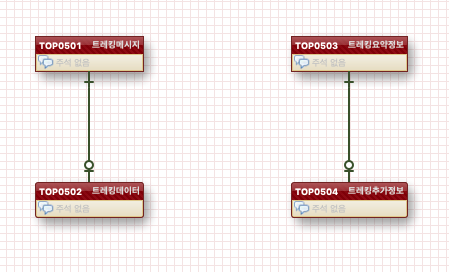 TOP0501 트레킹메시지
주석 없음
TOP0503 트레킹요약정보
주석 없음
TOP0502 트레킹데이터
주석 없음
TOP0504 트레킹추가정보
주석 없음